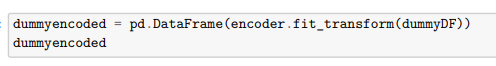 dummyencoded = pd.DataFrame(encoder.fit_transform(dummyDF))
dummyencoded